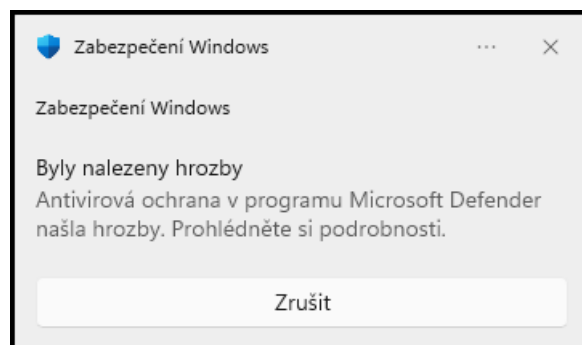 Zabezpečení Windows
Zabezpečení Windows
Byly nalezeny hrozby
Antivirová ochrana v programu Microsoft Defender
našla hrozby. Prohlédněte si podrobnosti.
Zrušit